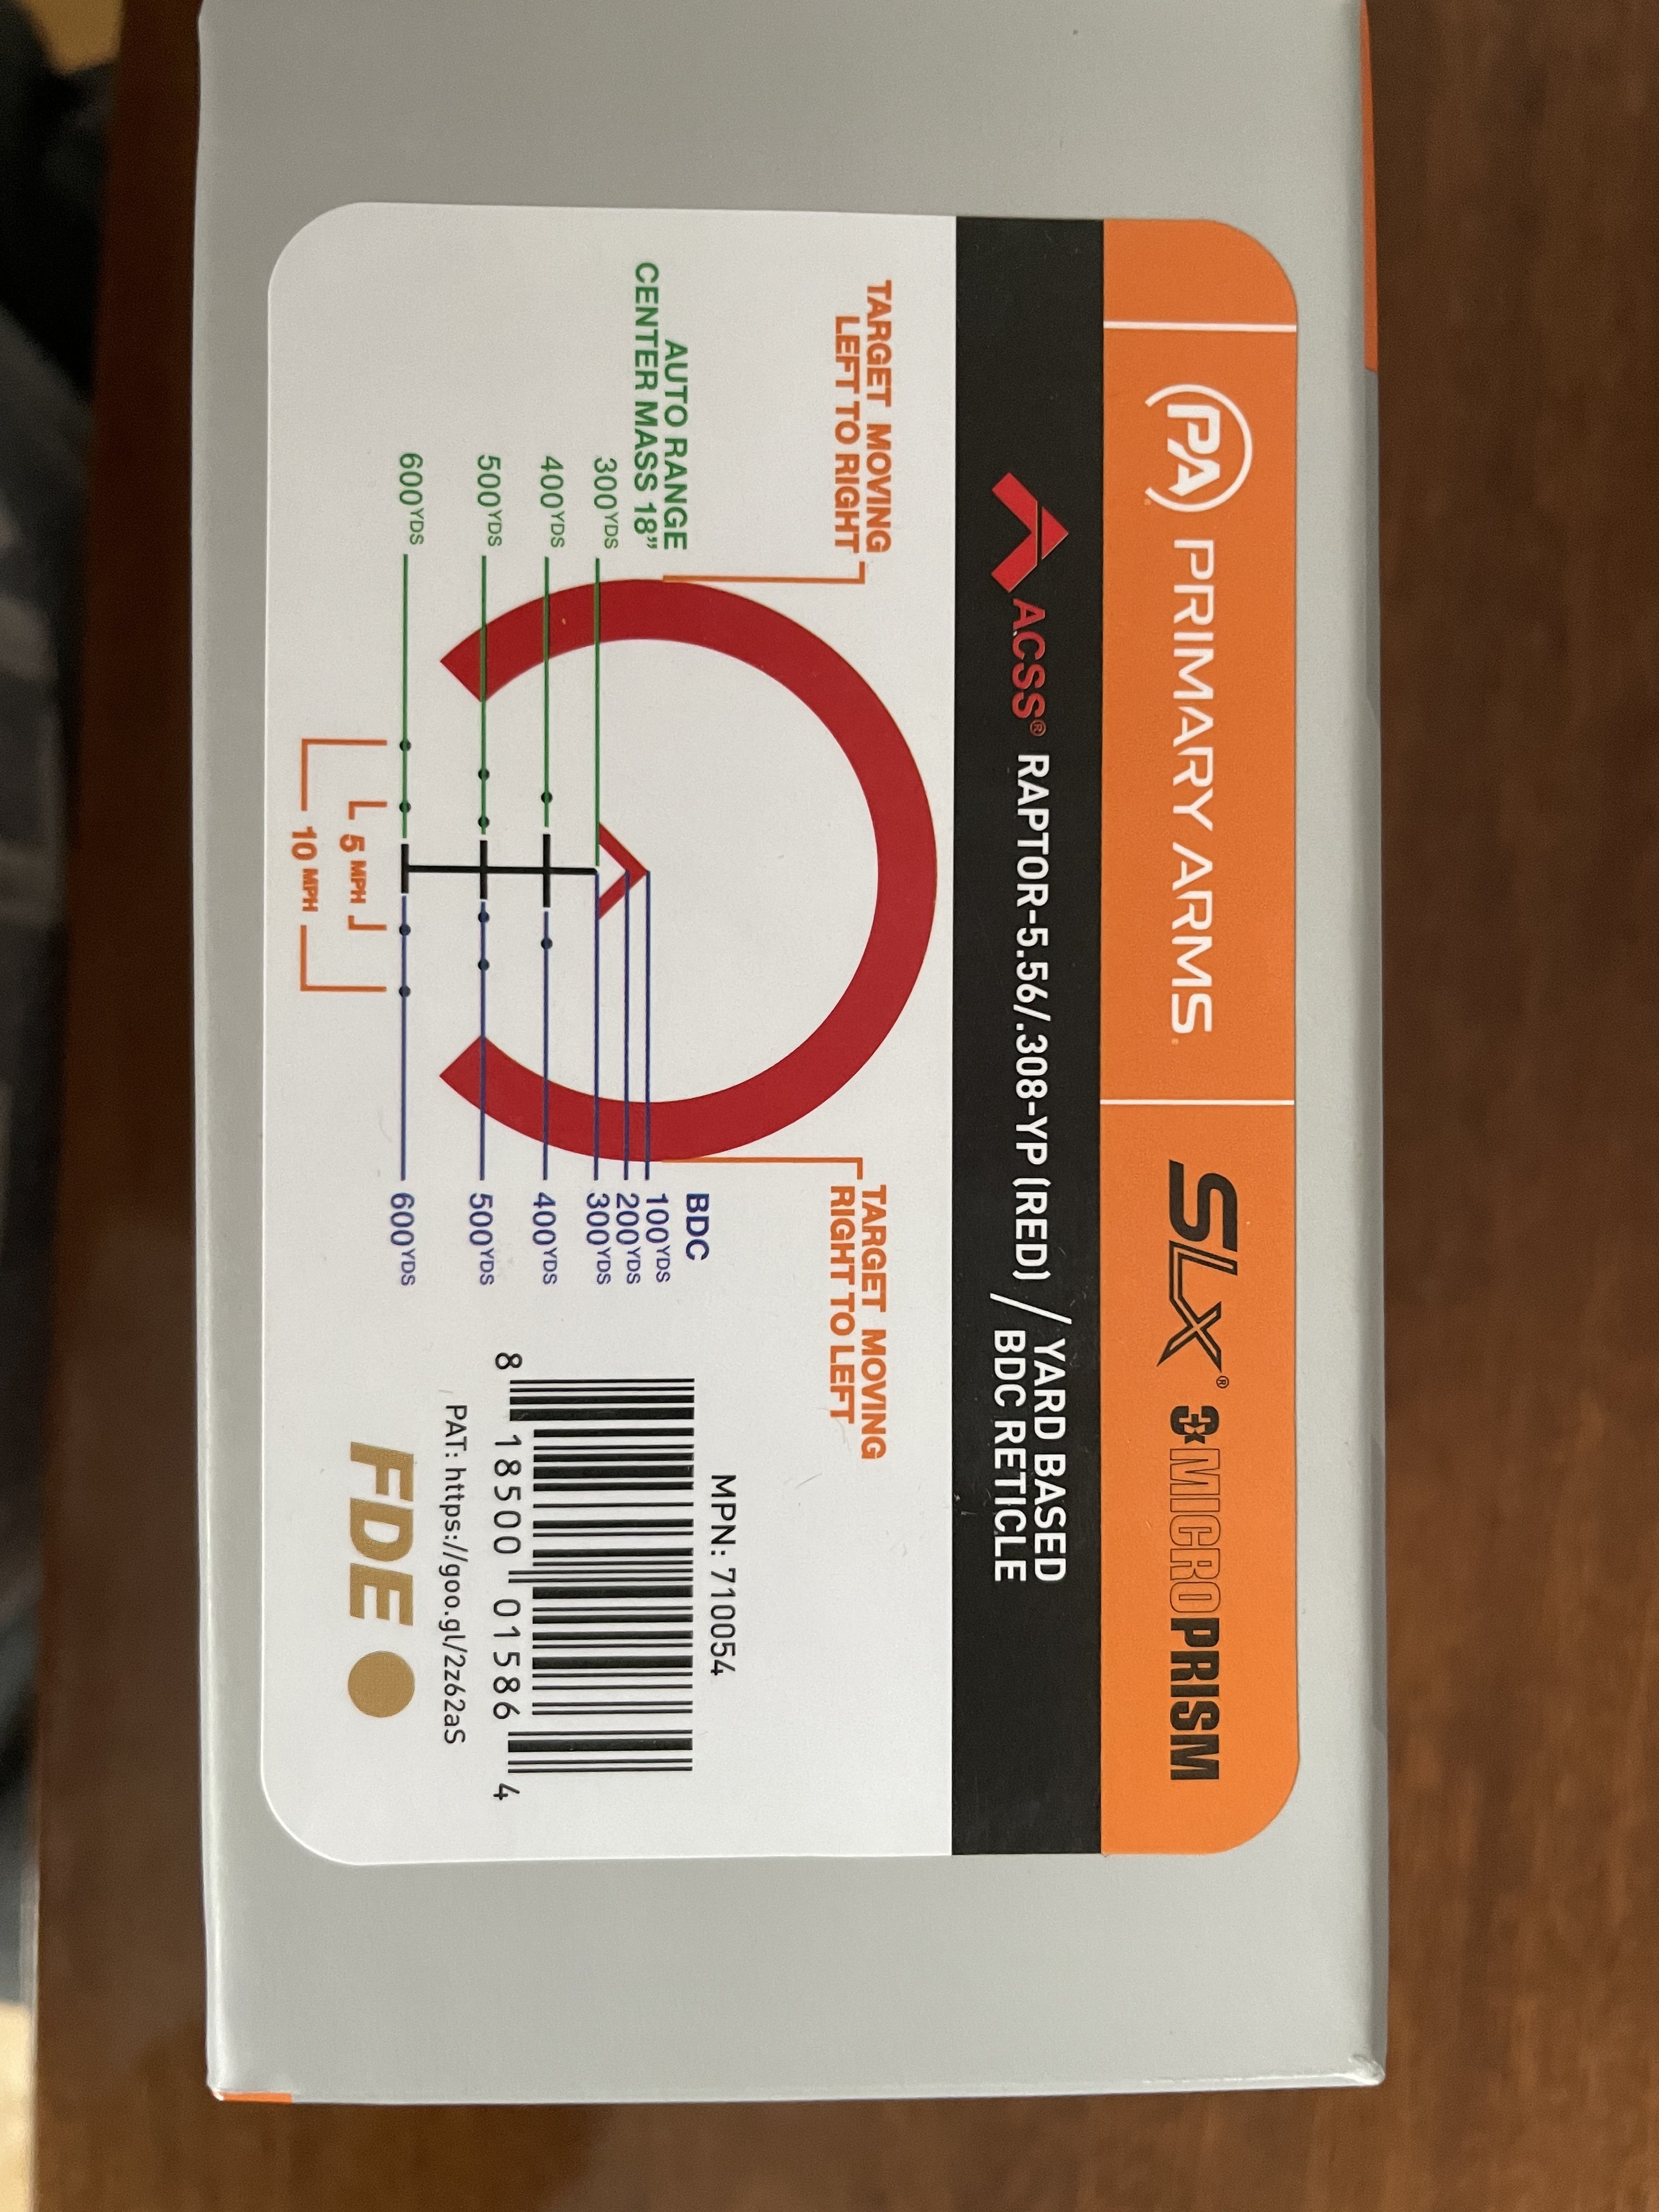 PA PRIMARY ARMS.
SLX® 3x MICROPRISM
ACSS® RAPTOR-5.56/.308-YP (RED) / YARD BASED
BDC RETICLE
TARGET MOVING
LEFT TO RIGHT
TARGET MOVING
RIGHT TO LEFT
AUTO RANGE
CENTER MASS 18”
300YDS
400YDS
500YDS
600YDS
BDC
100YDS
200YDS
300YDS
400YDS
500YDS
600YDS
5 MPH
10 MPH
MPN: 710054
8 18500 01586 4
PAT: https://goo.gl/2z62aS
FDE